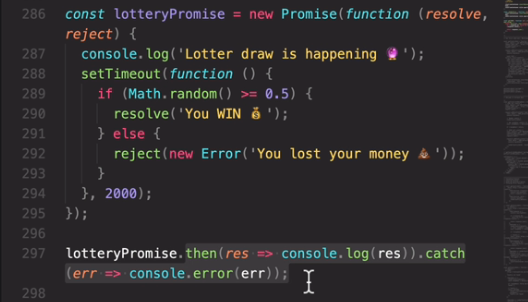 286 const lotteryPromise = new Promise(function (resolve,
reject) {
287 console.log('Lotter draw is happening 🔮');
288 setTimeout(function () {
289 if (Math.random() >= 0.5) {
290 resolve('You WIN 💰');
291 } else {
292 reject(new Error('You lost your money 💩'));
293 }
294 }, 2000);
295 });
296
297 lotteryPromise.then(res => console.log(res)).catch
(err => console.error(err));
298